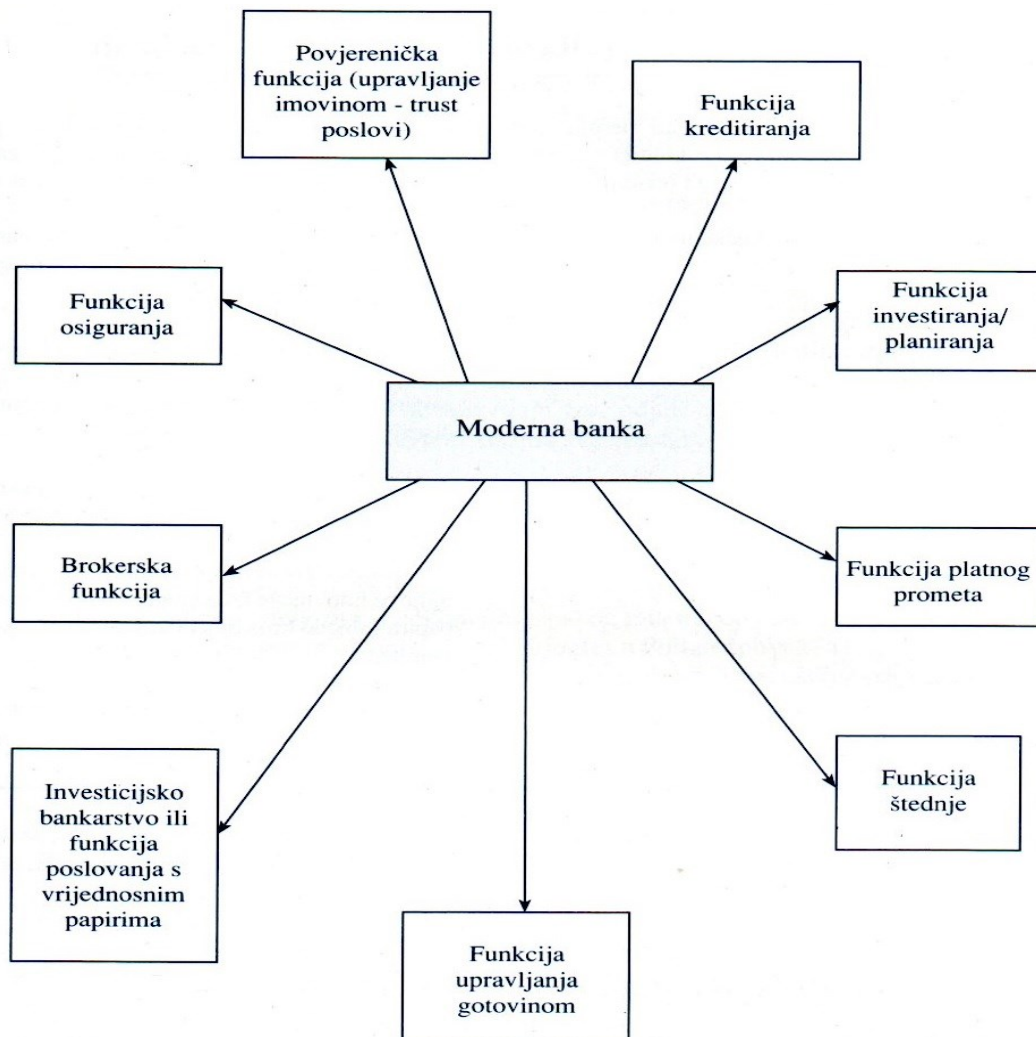 Povjerenička
funkcija (upravljanje
imovinom - trust
poslovi)
Funkcija
kreditiranja
Funkcija
osiguranja
Funkcija
investiranja/
planiranja
Moderna banka
Brokerska
funkcija
Funkcija platnog
prometa
Investicijsko
bankarstvo ili
funkcija
poslovanja s
vrijednosnim
papirima
Funkcija
štednje
Funkcija
upravljanja
gotovinom